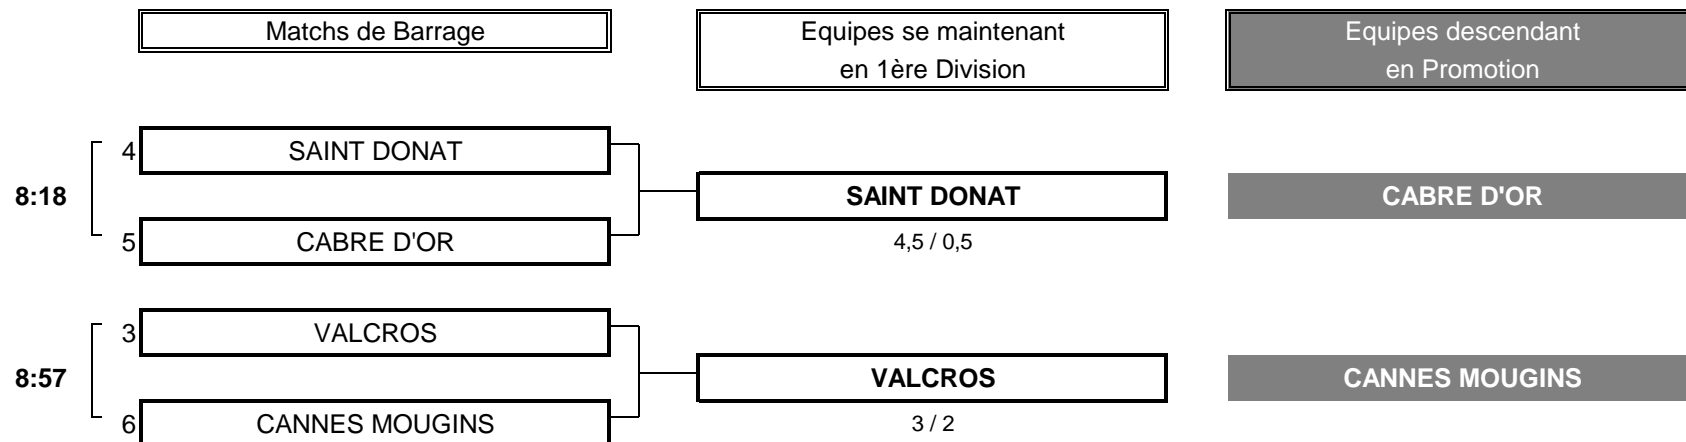 Matchs de Barrage
Equipes se maintenant
en 1ère Division
Equipes descendant
en Promotion
4 SAINT DONAT
8:18 SAINT DONAT CABRE D'OR
5 CABRE D'OR 4,5 / 0,5
3 VALCROS
8:57 VALCROS CANNES MOUGINS
6 CANNES MOUGINS 3 / 2